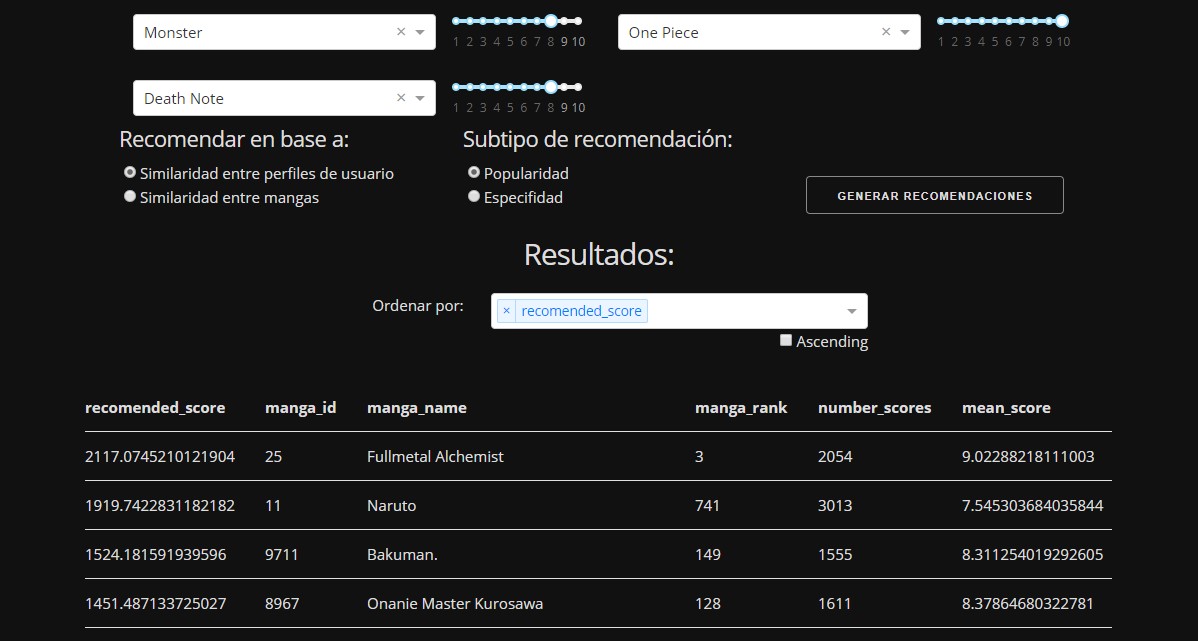 Monster × 1 2 3 4 5 6 7 8 9 10 One Piece × 1 2 3 4 5 6 7 8 9 10
Death Note × 1 2 3 4 5 6 7 8 9 10
Recomendar en base a: Subtipo de recomendación:
Similaridad entre perfiles de usuario Popularidad
Similaridad entre mangas Especifidad
GENERAR RECOMENDACIONES
Resultados:
Ordenar por: × recomended_score
Ascending
recomended_score manga_id manga_name manga_rank number_scores mean_score
2117.0745210121904 25 Fullmetal Alchemist 3 2054 9.02288218111003
1919.7422831182182 11 Naruto 741 3013 7.545303684035844
1524.181591939596 9711 Bakuman. 149 1555 8.311254019292605
1451.487133725027 8967 Onanie Master Kurosawa 128 1611 8.37864680322781